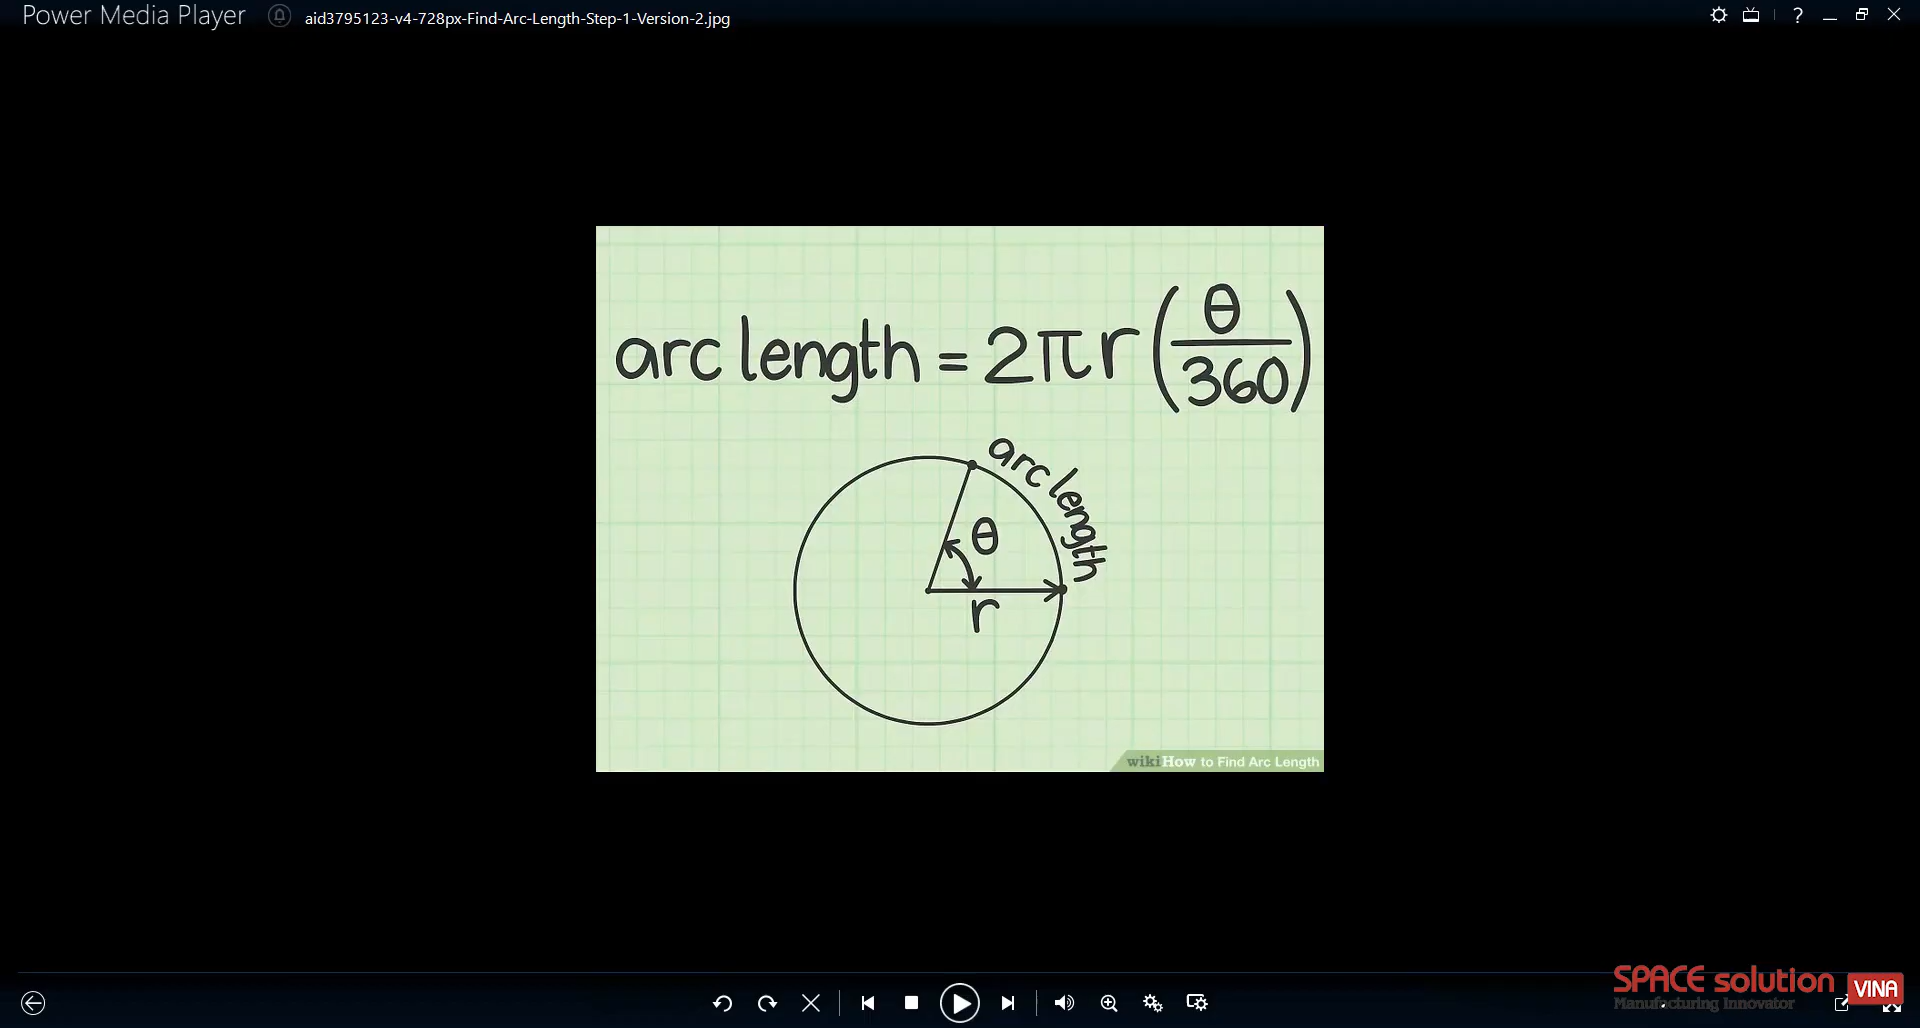 Power Media Player
aid3795123-v4-728px-Find-Arc-Length-Step-1-Version-2.jpg
?
arc length = 2πr(θ/360)
arc length
θ
r
wikiHow to Find Arc Length
SPACE solution VINA
Manufacturing Innovator